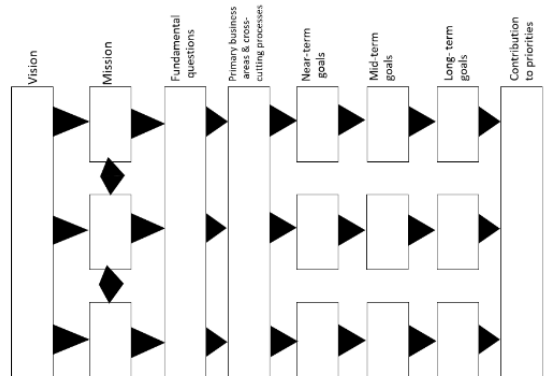 Vision
Mission
Fundamental
questions
Primary business
areas & cross-
cutting processes
Near-term
goals
Mid-term
goals
Long- term
goals
Contribution
to priorities